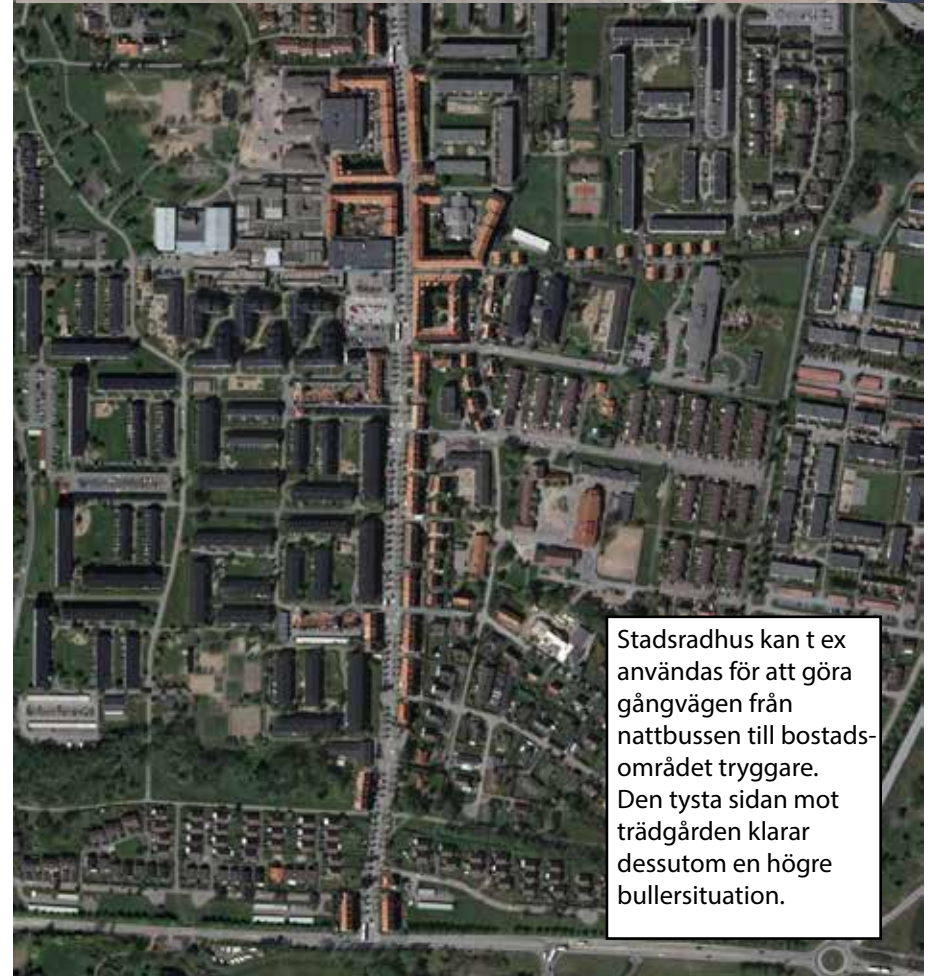 Stadsradhus kan t ex
användas för att göra
gångvägen från
nattbussen till bostads-
området tryggare.
Den tysta sidan mot
trädgården klarar
dessutom en högre
bullersituation.